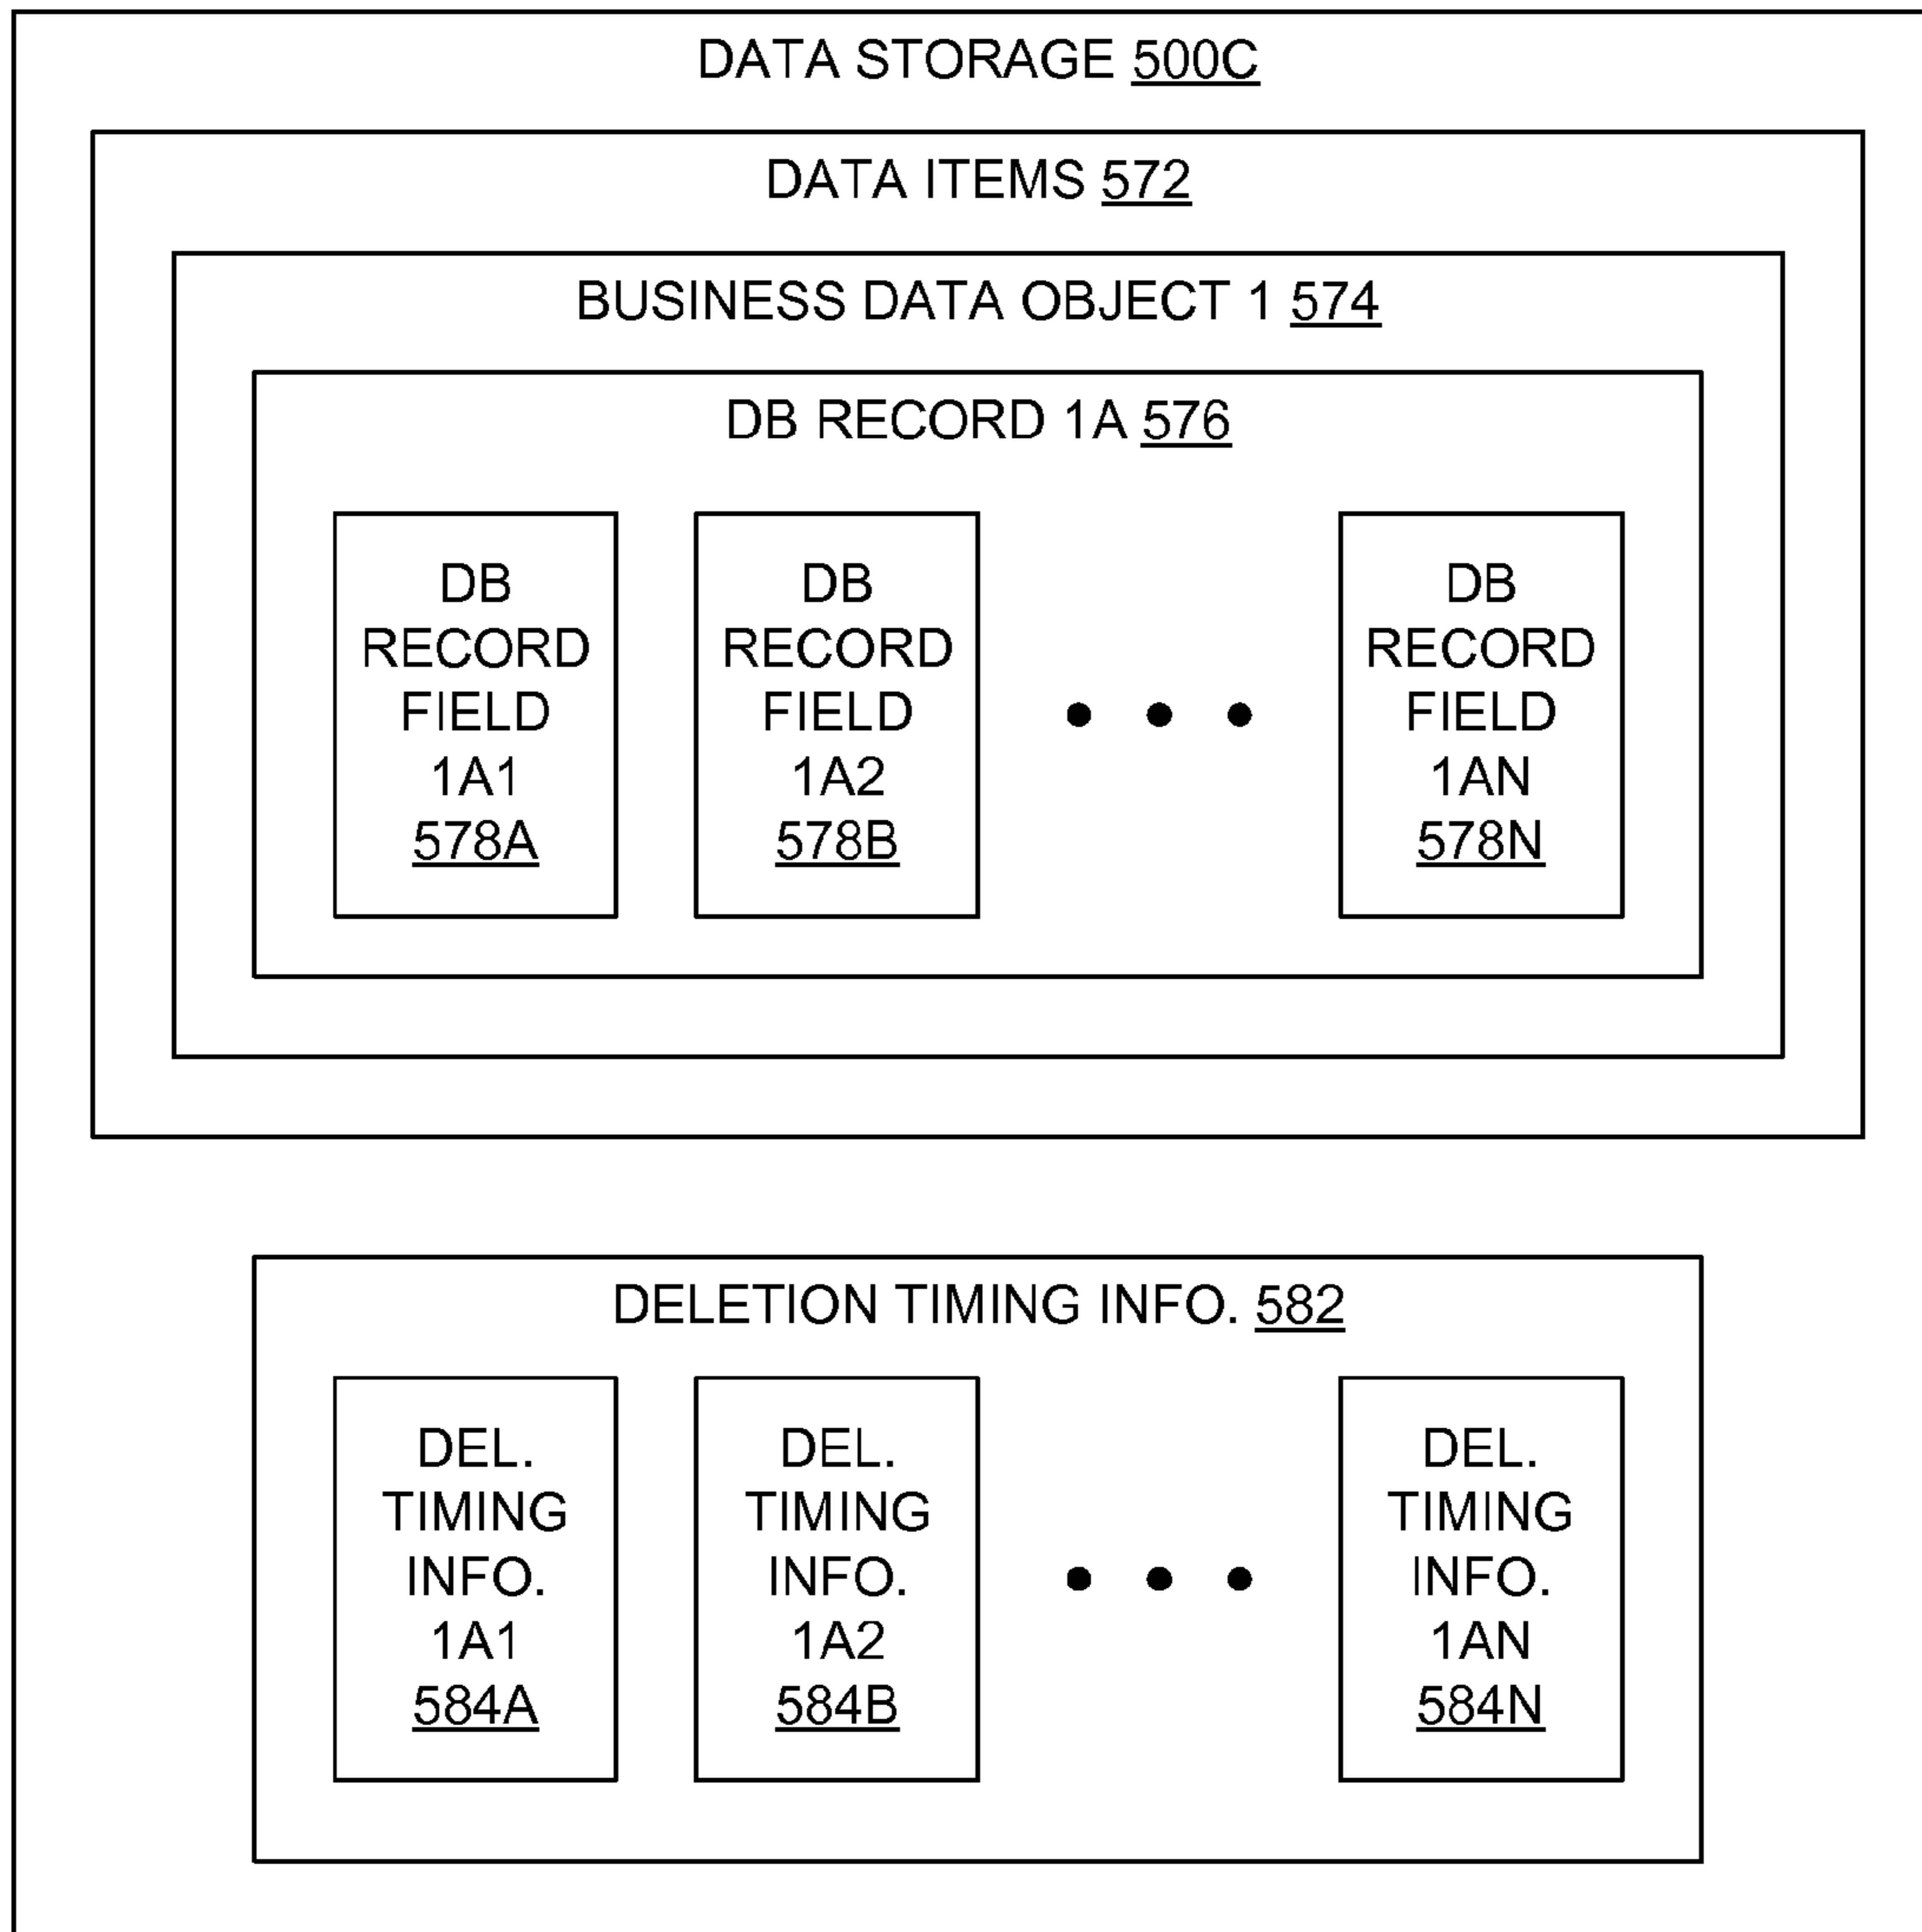 DATA STORAGE 500C
DATA ITEMS 572
BUSINESS DATA OBJECT 1 574
DB RECORD 1A 576
DB
RECORD
FIELD
1A1
578A
DB
RECORD
FIELD
1A2
578B
DB
RECORD
FIELD
1AN
578N
DELETION TIMING INFO. 582
DEL.
TIMING
INFO.
1A1
584A
DEL.
TIMING
INFO.
1A2
584B
DEL.
TIMING
INFO.
1AN
584N